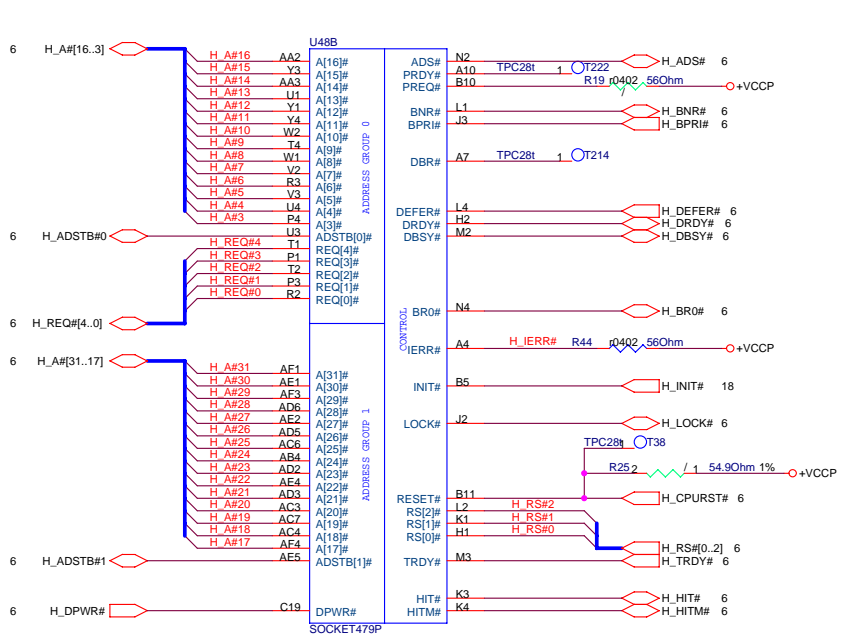 U48B
6 H_A#[16..3]
H_A#16 AA2 A[16]# ADS# N2 H_ADS# 6
H_A#15 Y3 A[15]# PRDY# A10 TPC28t 1 T222
H_A#14 AA3 A[14]# PREQ# B10 R19 r0402 56Ohm +VCCP
/
H_A#13 U1 A[13]#
H_A#12 Y1 A[12]# BNR# L1 H_BNR# 6
H_A#11 Y4 A[11]# BPRI# J3 H_BPRI# 6
H_A#10 W2 A[10]#
H_A#9 T4 A[9]#
H_A#8 W1 A[8]# DBR# A7 TPC28t 1 T214
H_A#7 V2 A[7]#
H_A#6 R3 A[6]#
H_A#5 V3 A[5]#
H_A#4 U4 A[4]# DEFER# L4 H_DEFER# 6
H_A#3 P4 A[3]# DRDY# H2 H_DRDY# 6
6 H_ADSTB#0 U3 ADSTB[0]# DBSY# M2 H_DBSY# 6
H_REQ#4 T1 REQ[4]#
H_REQ#3 P1 REQ[3]#
H_REQ#2 T2 REQ[2]#
H_REQ#1 P3 REQ[1]#
H_REQ#0 R2 REQ[0]#
ADDRESS GROUP 0
BR0# N4 H_BR0# 6
6 H_REQ#[4..0]
CONTROL
IERR# A4 H_IERR# R44 r0402 56Ohm +VCCP
6 H_A#[31..17]
H_A#31 AF1 A[31]#
H_A#30 AE1 A[30]# INIT# B5 H_INIT# 18
H_A#29 AF3 A[29]#
H_A#28 AD6 A[28]#
H_A#27 AE2 A[27]# LOCK# J2 H_LOCK# 6
H_A#26 AD5 A[26]#
H_A#25 AC6 A[25]# TPC28t 1 T38
H_A#24 AB4 A[24]#
H_A#23 AD2 A[23]# R25 2 / 1 54.9Ohm 1% +VCCP
H_A#22 AE4 A[22]#
H_A#21 AD3 A[21]# RESET# B11 H_CPURST# 6
H_A#20 AC3 A[20]# RS[2]# L2 H_RS#2
H_A#19 AC7 A[19]# RS[1]# K1 H_RS#1
H_A#18 AC4 A[18]# RS[0]# H1 H_RS#0
H_A#17 AF4 A[17]# H_RS#[0..2] 6
6 H_ADSTB#1 AE5 ADSTB[1]# TRDY# M3 H_TRDY# 6
ADDRESS GROUP 1
HIT# K3 H_HIT# 6
6 H_DPWR# C19 DPWR# HITM# K4 H_HITM# 6
SOCKET479P